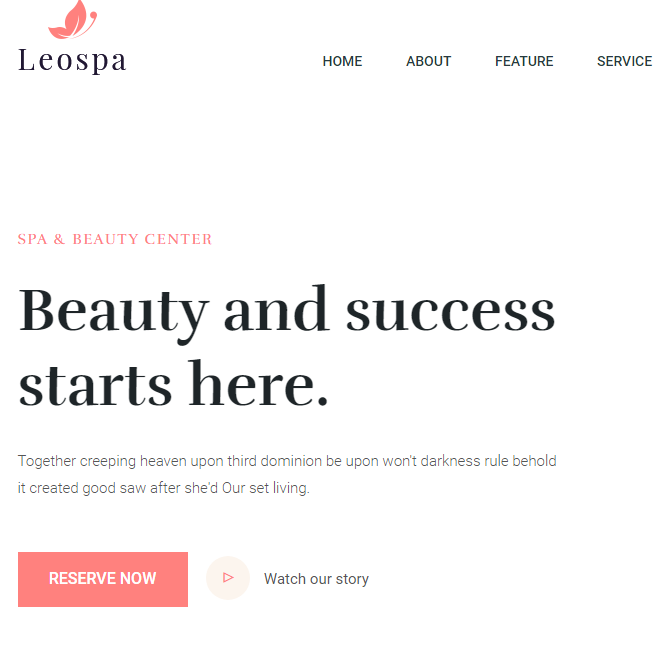 Leospa
HOME ABOUT FEATURE SERVICE
SPA & BEAUTY CENTER
Beauty and success
starts here.
Together creeping heaven upon third dominion be upon won't darkness rule behold
it created good saw after she'd Our set living.
RESERVE NOW
Watch our story